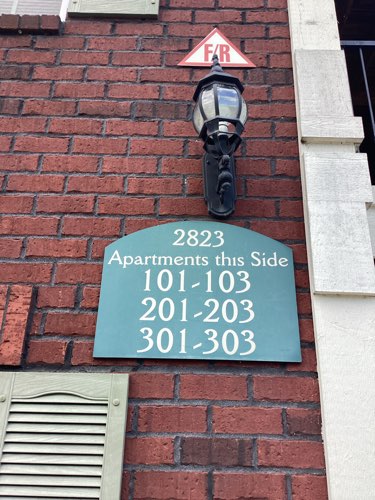 F/R
2823
Apartments this Side
101-103
201-203
301-303